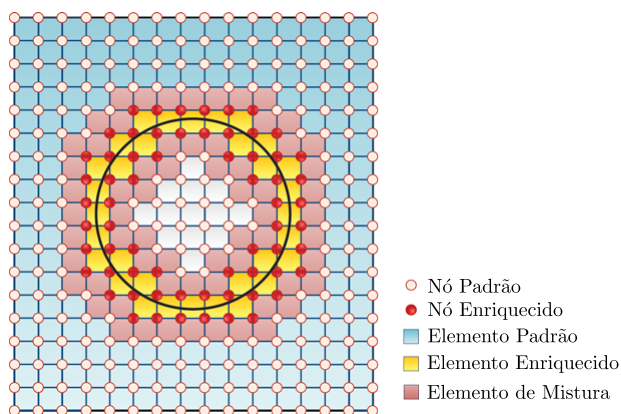 Nó Padrão
Nó Enriquecido
Elemento Padrão
Elemento Enriquecido
Elemento de Mistura